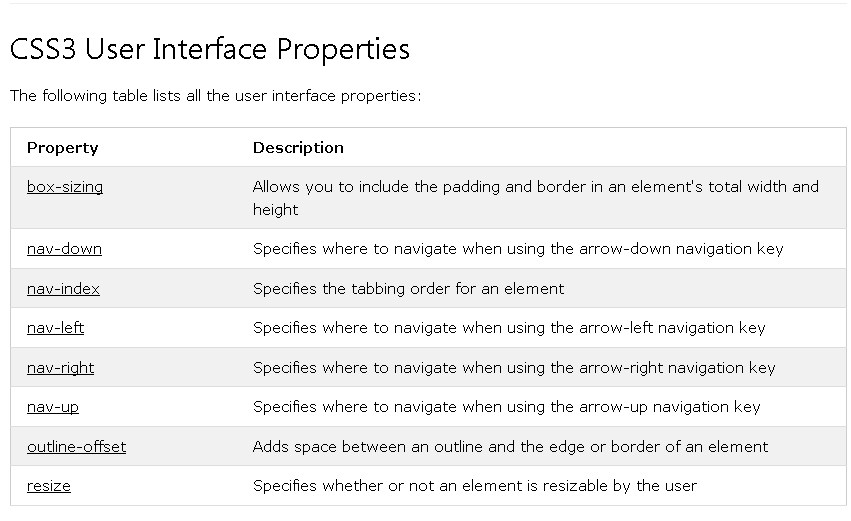 CSS3 User Interface Properties
The following table lists all the user interface properties:
Property Description
box-sizing Allows you to include the padding and border in an element's total width and
height
nav-down Specifies where to navigate when using the arrow-down navigation key
nav-index Specifies the tabbing order for an element
nav-left Specifies where to navigate when using the arrow-left navigation key
nav-right Specifies where to navigate when using the arrow-right navigation key
nav-up Specifies where to navigate when using the arrow-up navigation key
outline-offset Adds space between an outline and the edge or border of an element
resize Specifies whether or not an element is resizable by the user